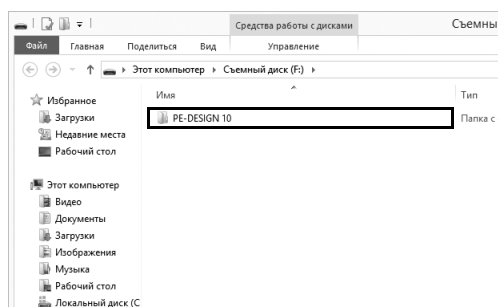 Средства работы с дисками
Съемны
Файл Главная Поделиться Вид Управление
Этот компьютер Съемный диск (F:)
Имя Тип
PE-DESIGN 10 Папка с
Избранное
Загрузки
Недавние места
Рабочий стол
Этот компьютер
Видео
Документы
Загрузки
Изображения
Музыка
Рабочий стол
Локальный диск (C